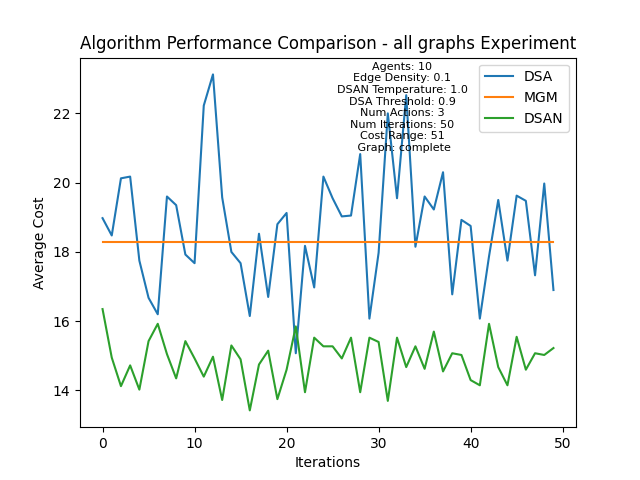 Algorithm Performance Comparison - all graphs Experiment
Agents: 10
Edge Density: 0.1
DSAN Temperature: 1.0
DSA Threshold: 0.9
Num Actions: 3
Num Iterations: 50
Cost Range: 51
Graph: complete
DSA
MGM
DSAN
Average Cost
22
20
18
16
14
0
10
20
30
40
50
Iterations